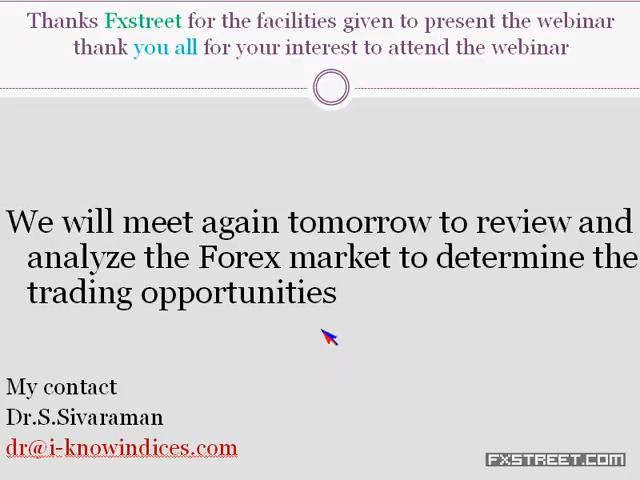 Thanks Fxstreet for the facilities given to present the webinar
thank you all for your interest to attend the webinar
We will meet again tomorrow to review and
analyze the Forex market to determine the
trading opportunities
My contact
Dr.S.Sivaraman
dr@i-knowindices.com
FXSTREET.COM